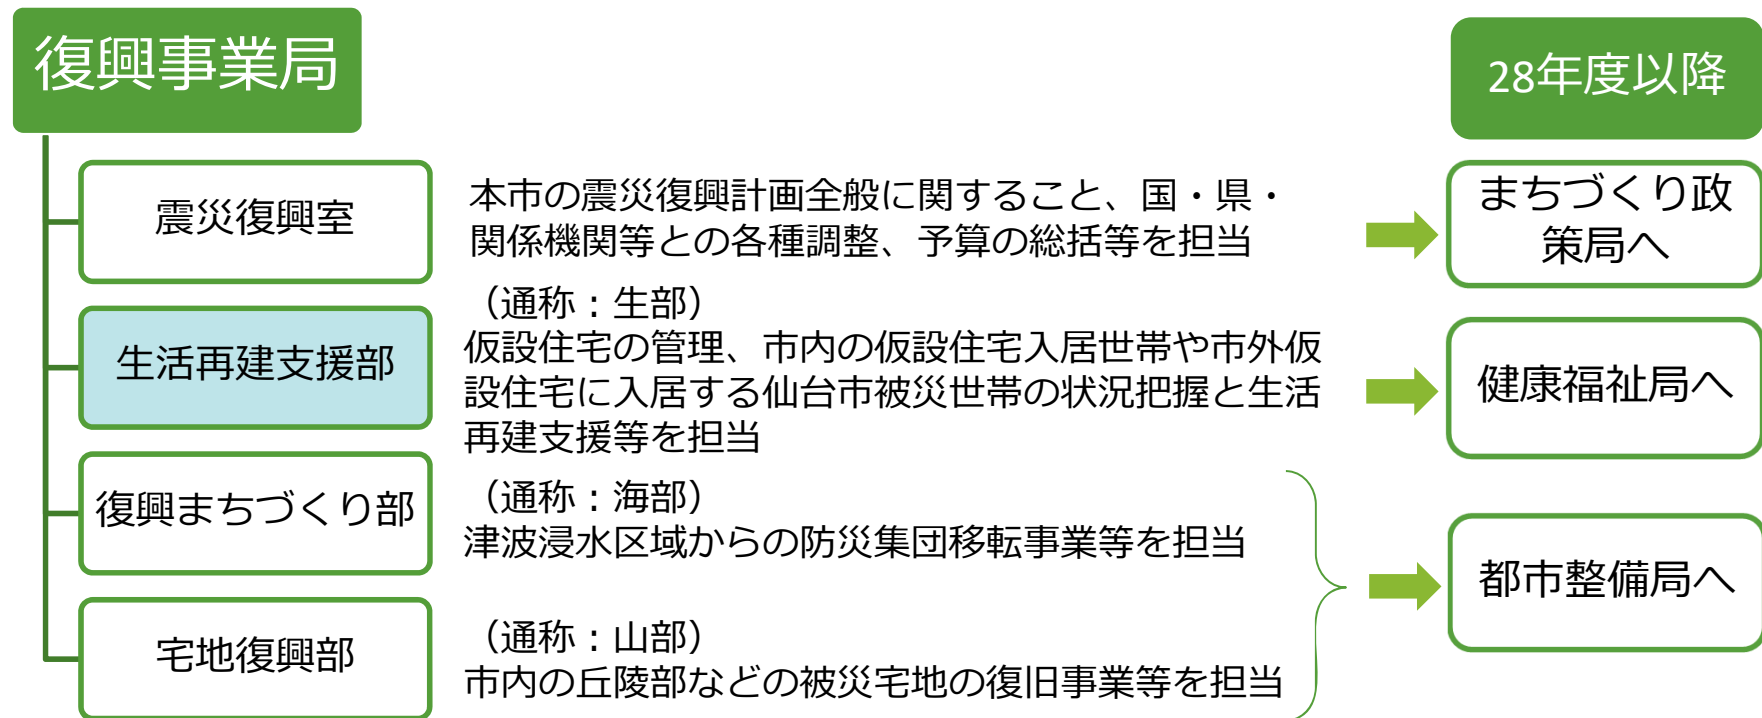 復興事業局
28年度以降
震災復興室
本市の震災復興計画全般に関すること、国・県・
関係機関等との各種調整、予算の総括等を担当
まちづくり政
策局へ
生活再建支援部
（通称：生部）
仮設住宅の管理、市内の仮設住宅入居世帯や市外仮
設住宅に入居する仙台市被災世帯の状況把握と生活
再建支援等を担当
健康福祉局へ
復興まちづくり部
（通称：海部）
津波浸水区域からの防災集団移転事業等を担当
都市整備局へ
宅地復興部
（通称：山部）
市内の丘陵部などの被災宅地の復旧事業等を担当